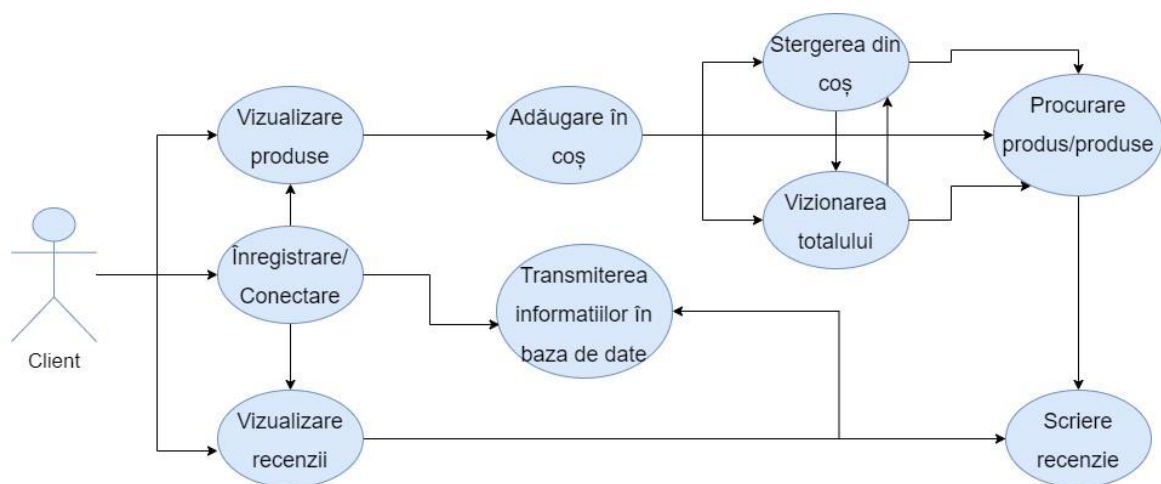 Stergerea din
coș
Vizualizare
produse
Adăugare în
coș
Procurare
produs/produse
Vizionarea
totalului
Înregistrare/
Conectare
Transmiterea
informatiilor în
baza de date
Client
Vizualizare
recenzii
Scriere
recenzie